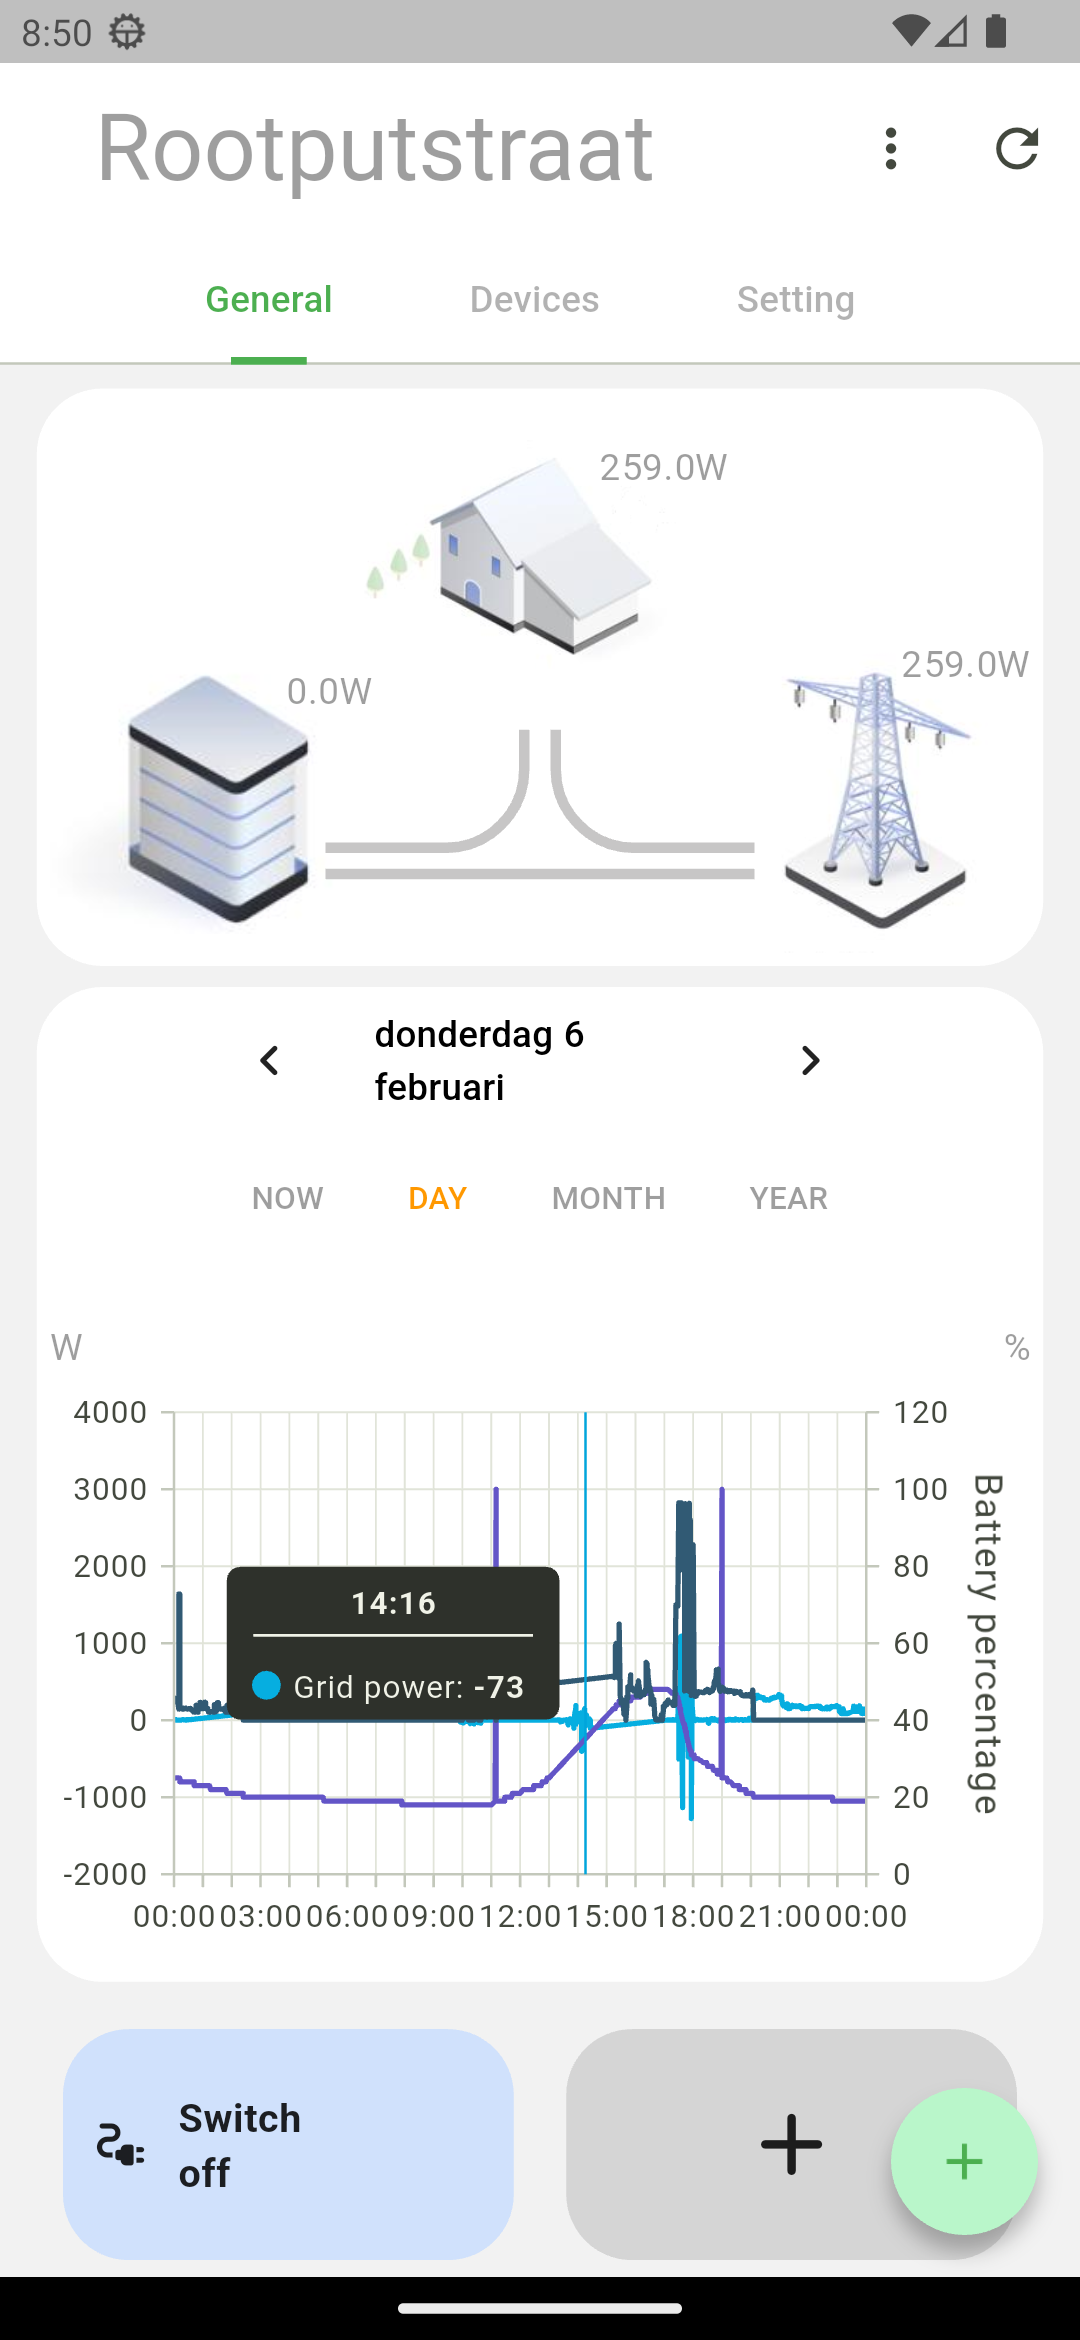 8:50
Rootputstraat
General Devices Setting
259.0W
259.0W
0.0W
donderdag 6
februari
NOW DAY MONTH YEAR
W %
4000 120
3000 100
2000 80
1000 60
0 40
-1000 20
-2000 0
Battery percentage
14:16
Grid power: -73
00:00 03:00 06:00 09:00 12:00 15:00 18:00 21:00 00:00
Switch
off